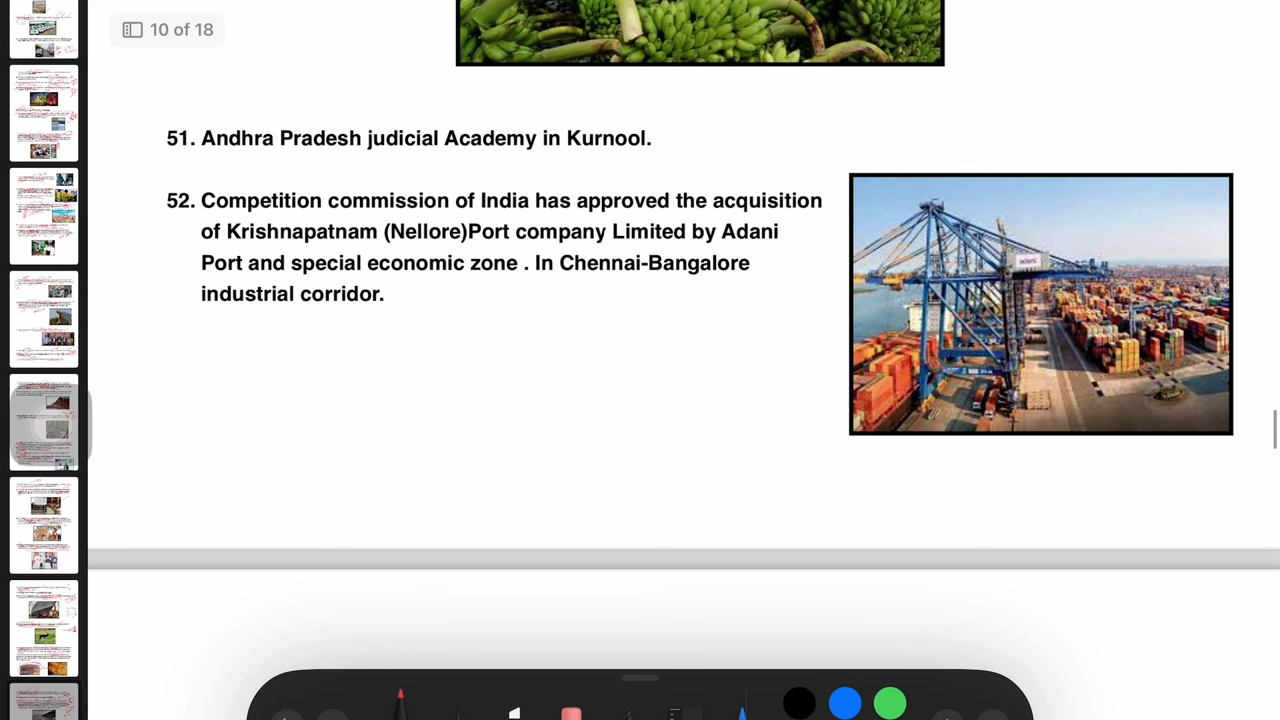 10 of 18
51. Andhra Pradesh judicial Academy in Kurnool.
52. Competition commission of India has approved the acquisition
of Krishnapatnam (Nellore)Port company Limited by Adani
Port and special economic zone . In Chennai-Bangalore
industrial corridor.
adani